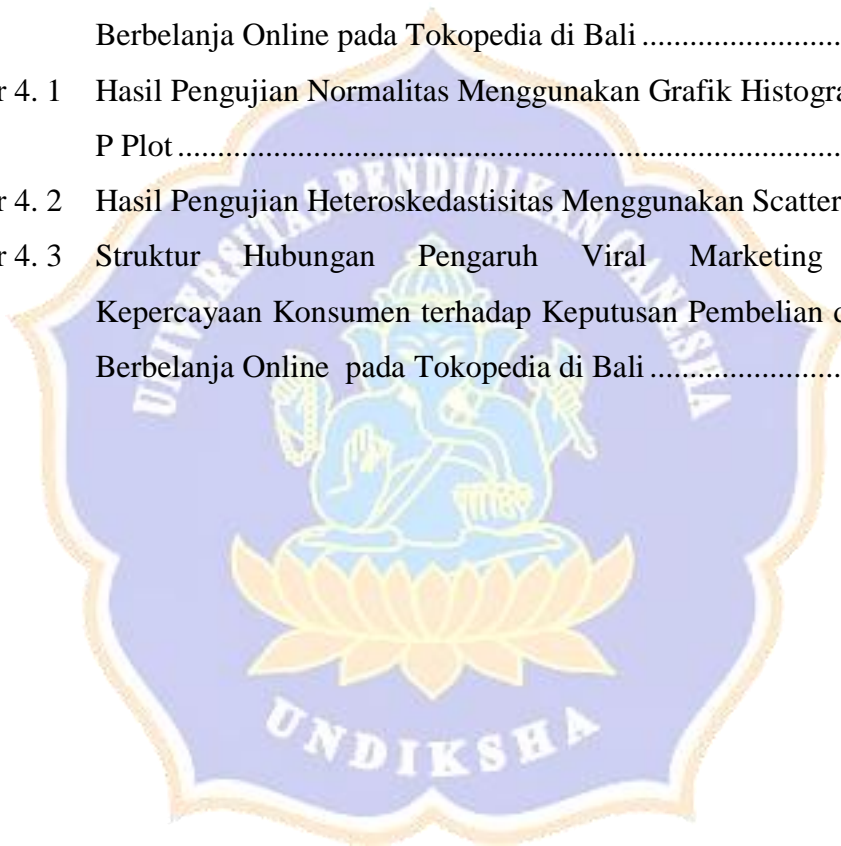 Berbelanja Online pada Tokopedia di Bali ........................
r 4. 1 Hasil Pengujian Normalitas Menggunakan Grafik Histogra
P Plot ........................................................................................
r 4. 2 Hasil Pengujian Heteroskedastisitas Menggunakan Scatter
r 4. 3 Struktur Hubungan Pengaruh Viral Marketing
Kepercayaan Konsumen terhadap Keputusan Pembelian d
Berbelanja Online pada Tokopedia di Bali .......................
UNIVERSITAS PENDIDIKAN GANESHA
UNDIKSHA